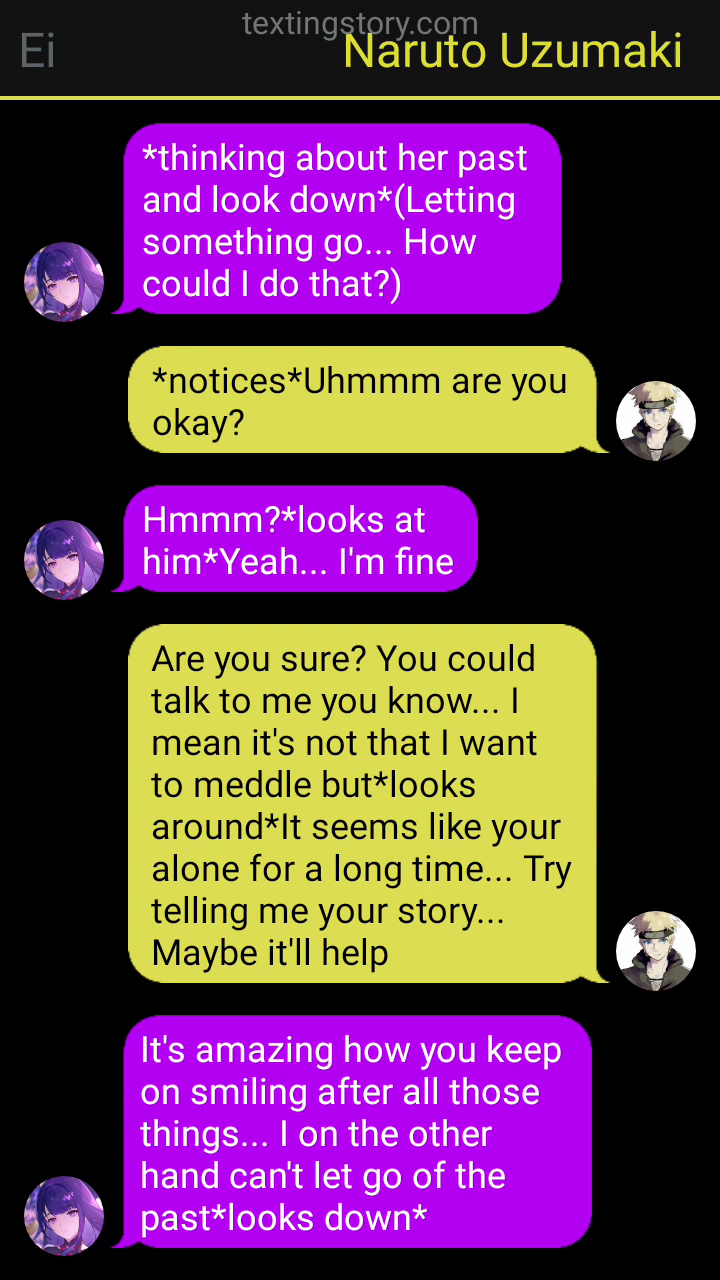 textingstory.com
Ei
Naruto Uzumaki
*thinking about her past
and look down*(Letting
something go... How
could I do that?)
*notices*Uhmmm are you
okay?
Hmmm?*looks at
him*Yeah... I'm fine
Are you sure? You could
talk to me you know... I
mean it's not that I want
to meddle but*looks
around*It seems like your
alone for a long time... Try
telling me your story...
Maybe it'll help
It's amazing how you keep
on smiling after all those
things... I on the other
hand can't let go of the
past*looks down*